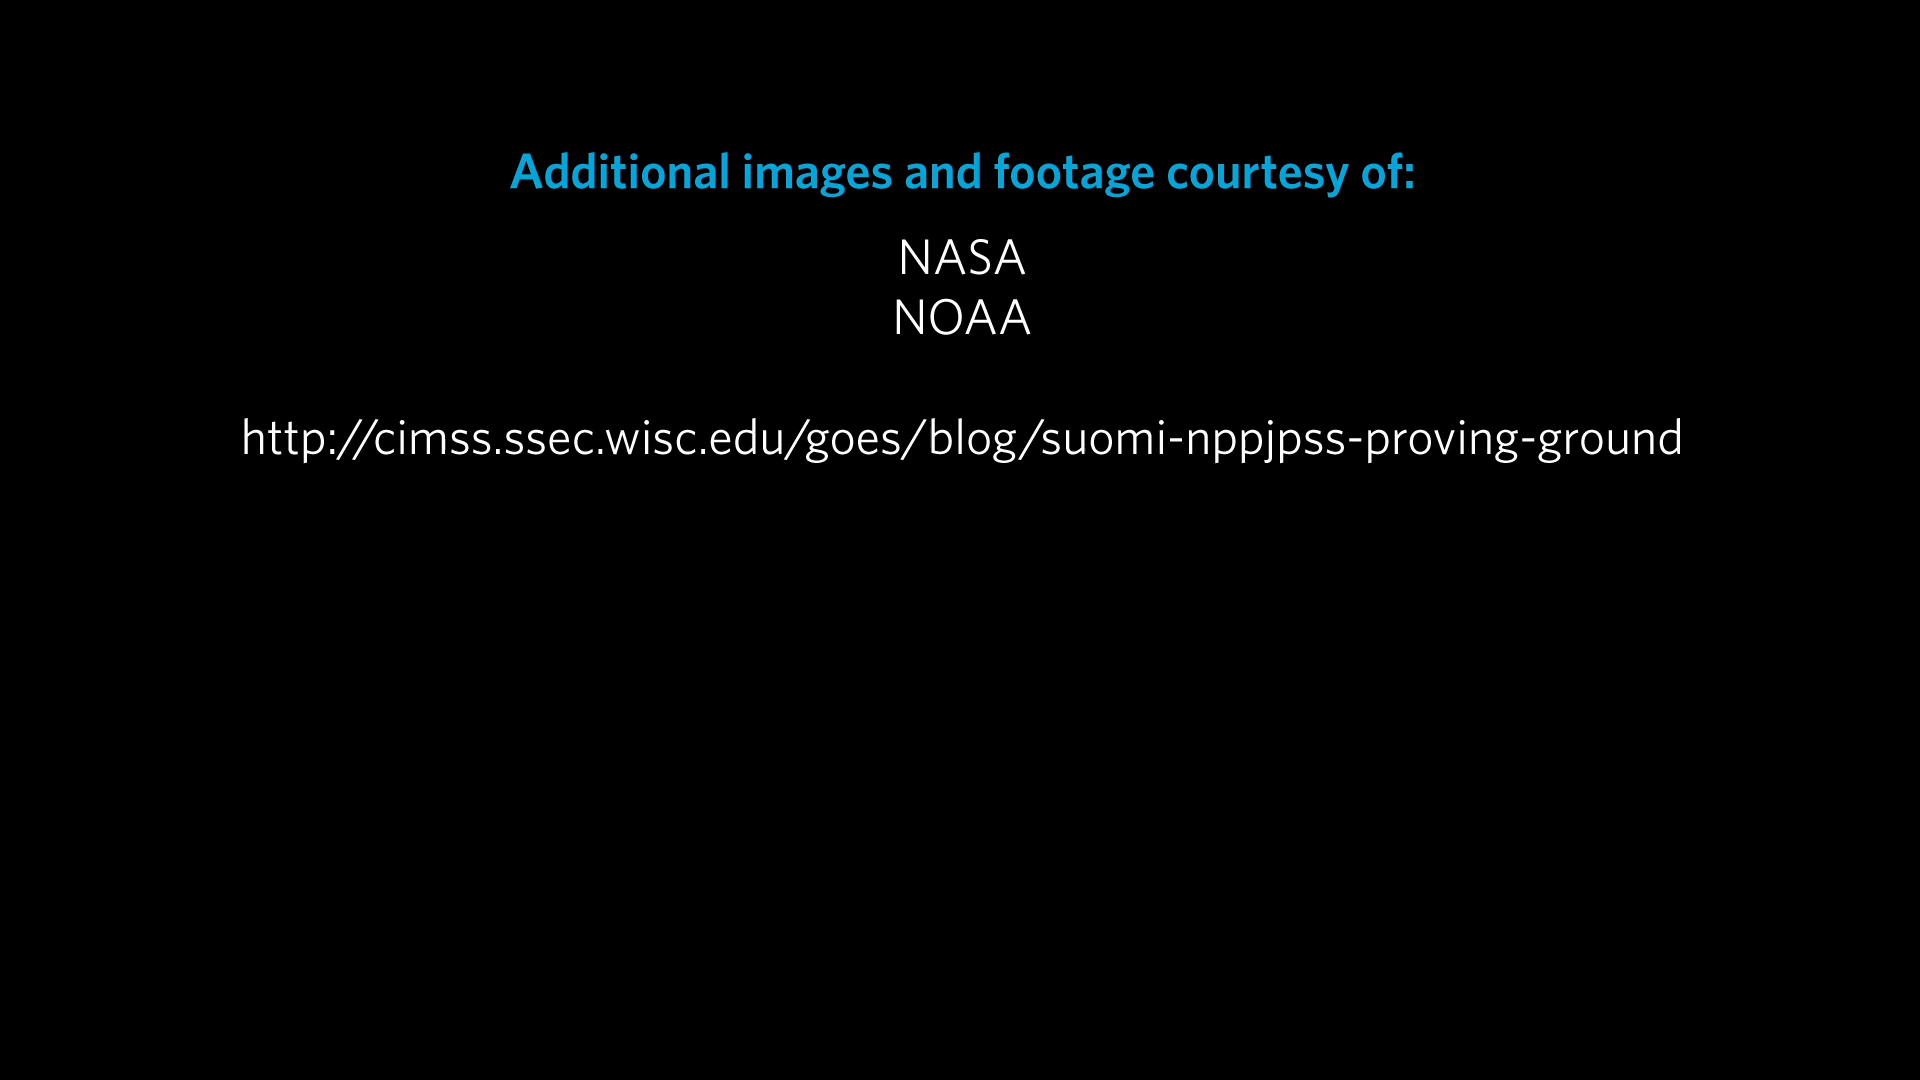 Additional images and footage courtesy of:
NASA
NOAA
http://cimss.ssec.wisc.edu/goes/blog/suomi-nppjpss-proving-ground